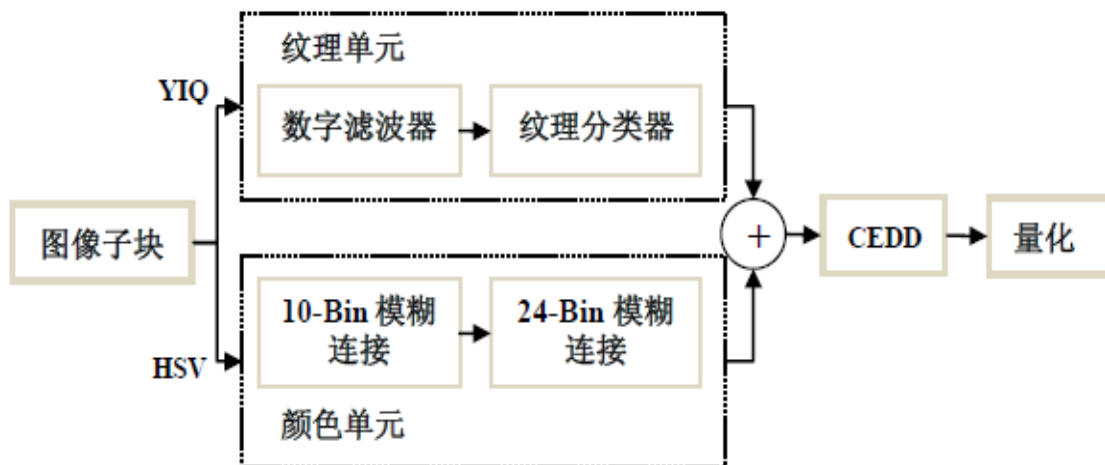 纹理单元
YIQ
数字滤波器
纹理分类器
图像子块
+
CEDD
量化
10-Bin 模糊
连接
24-Bin 模糊
连接
HSV
颜色单元